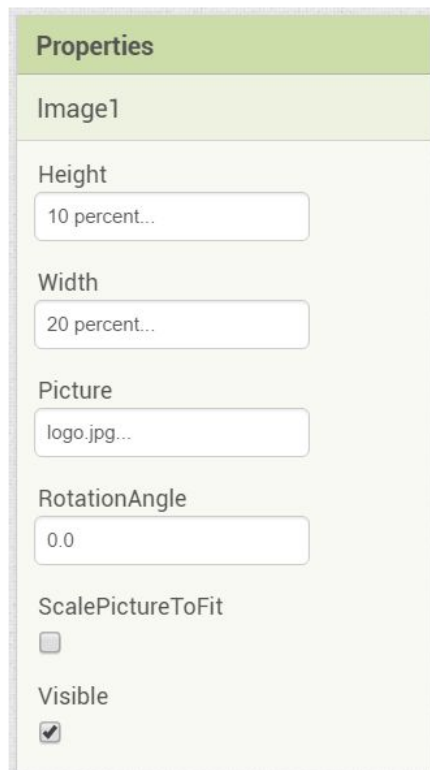 Properties
Image1
Height
10 percent...
Width
20 percent...
Picture
logo.jpg...
RotationAngle
0.0
ScalePictureToFit
Visible